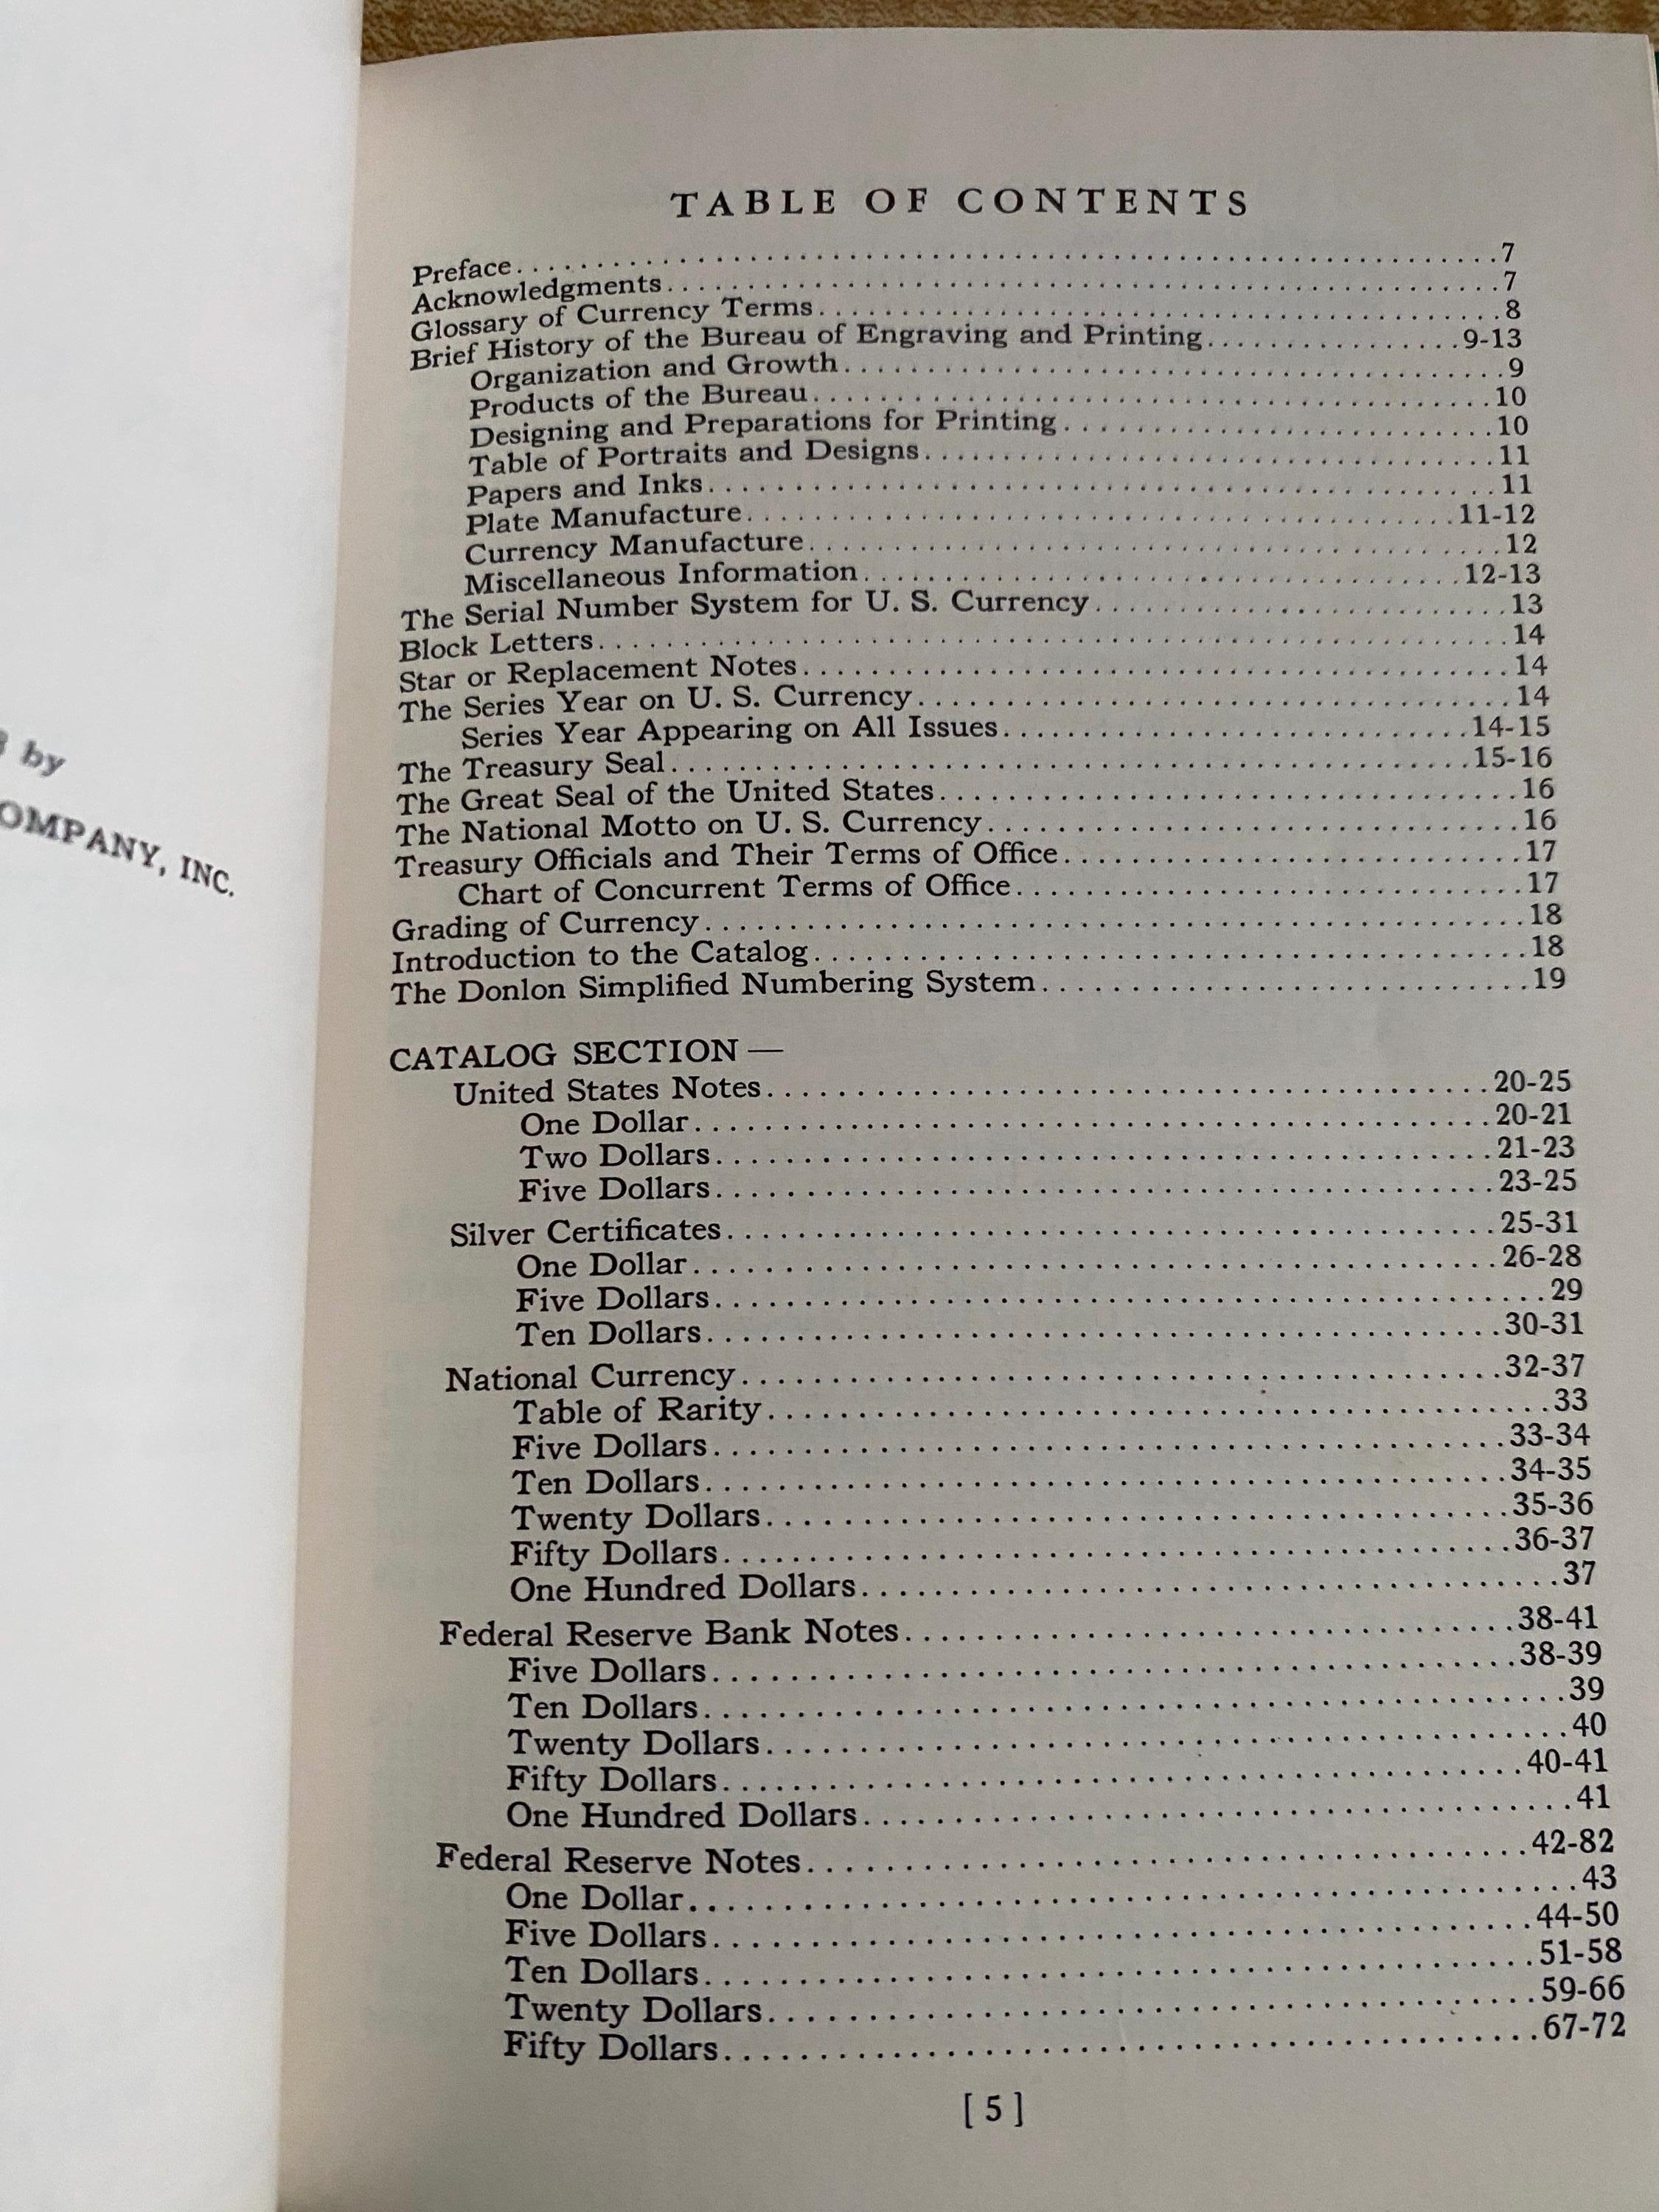 by
OMPANY, INC.
TABLE OF CONTENTS
Preface. . . . . . . . . . . . . . . . . . . . 7
Acknowledgments. . . . . . . . . . . . . . . . . . . . 7
Glossary of Currency Terms. . . . . . . . . . . . . . . . . . . . 8
Brief History of the Bureau of Engraving and Printing. . . . . . . . . . 9-13
Organization and Growth. . . . . . . . . . . . . . . . . . . . 9
Products of the Bureau. . . . . . . . . . . . . . . . . . . . 10
Designing and Preparations for Printing. . . . . . . . . . . . . . . . . . . . 10
Table of Portraits and Designs. . . . . . . . . . . . . . . . . . . . 11
Papers and Inks. . . . . . . . . . . . . . . . . . . . 11
Plate Manufacture. . . . . . . . . . . . . . . . . . . . 11-12
Currency Manufacture. . . . . . . . . . . . . . . . . . . . 12
Miscellaneous Information. . . . . . . . . . . . . . . . . . . . 12-13
The Serial Number System for U. S. Currency. . . . . . . . . . . . . . . . . . . . 13
Block Letters. . . . . . . . . . . . . . . . . . . . 14
Star or Replacement Notes. . . . . . . . . . . . . . . . . . . . 14
The Series Year on U. S. Currency. . . . . . . . . . . . . . . . . . . . 14
Series Year Appearing on All Issues. . . . . . . . . . . . . . . . . . . . 14-15
The Treasury Seal. . . . . . . . . . . . . . . . . . . . 15-16
The Great Seal of the United States. . . . . . . . . . . . . . . . . . . . 16
The National Motto on U. S. Currency. . . . . . . . . . . . . . . . . . . . 16
Treasury Officials and Their Terms of Office. . . . . . . . . . . . . . . . . . . . 17
Chart of Concurrent Terms of Office. . . . . . . . . . . . . . . . . . . . 17
Grading of Currency. . . . . . . . . . . . . . . . . . . . 18
Introduction to the Catalog. . . . . . . . . . . . . . . . . . . . 18
The Donlon Simplified Numbering System. . . . . . . . . . . . . . . . . . . . 19
CATALOG SECTION —
United States Notes. . . . . . . . . . . . . . . . . . . . 20-25
One Dollar. . . . . . . . . . . . . . . . . . . . 20-21
Two Dollars. . . . . . . . . . . . . . . . . . . . 21-23
Five Dollars. . . . . . . . . . . . . . . . . . . . 23-25
Silver Certificates. . . . . . . . . . . . . . . . . . . . 25-31
One Dollar. . . . . . . . . . . . . . . . . . . . 26-28
Five Dollars. . . . . . . . . . . . . . . . . . . . 29
Ten Dollars. . . . . . . . . . . . . . . . . . . . 30-31
National Currency. . . . . . . . . . . . . . . . . . . . 32-37
Table of Rarity. . . . . . . . . . . . . . . . . . . . 33
Five Dollars. . . . . . . . . . . . . . . . . . . . 33-34
Ten Dollars. . . . . . . . . . . . . . . . . . . . 34-35
Twenty Dollars. . . . . . . . . . . . . . . . . . . . 35-36
Fifty Dollars. . . . . . . . . . . . . . . . . . . . 36-37
One Hundred Dollars. . . . . . . . . . . . . . . . . . . . 37
Federal Reserve Bank Notes. . . . . . . . . . . . . . . . . . . . 38-41
Five Dollars. . . . . . . . . . . . . . . . . . . . 38-39
Ten Dollars. . . . . . . . . . . . . . . . . . . . 39
Twenty Dollars. . . . . . . . . . . . . . . . . . . . 40
Fifty Dollars. . . . . . . . . . . . . . . . . . . . 40-41
One Hundred Dollars. . . . . . . . . . . . . . . . . . . . 41
Federal Reserve Notes. . . . . . . . . . . . . . . . . . . . 42-82
One Dollar. . . . . . . . . . . . . . . . . . . . 43
Five Dollars. . . . . . . . . . . . . . . . . . . . 44-50
Ten Dollars. . . . . . . . . . . . . . . . . . . . 51-58
Twenty Dollars. . . . . . . . . . . . . . . . . . . . 59-66
Fifty Dollars. . . . . . . . . . . . . . . . . . . . 67-72
[ 5 ]